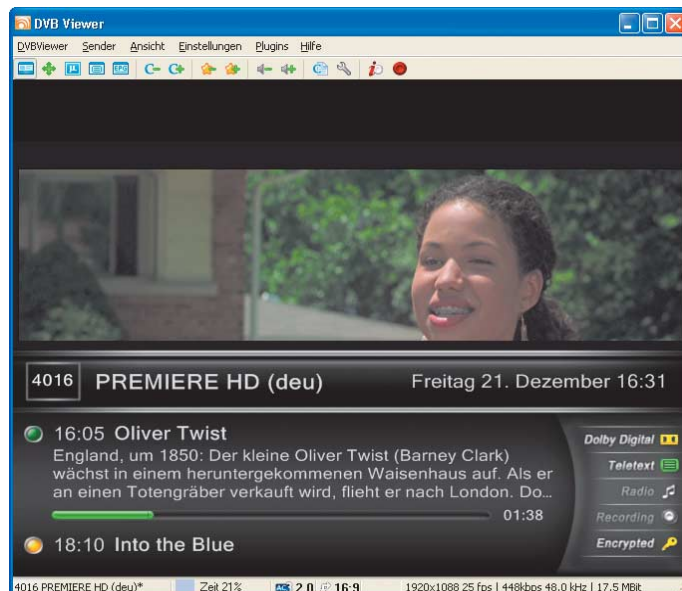 DVB Viewer
DVBViewer Sender Ansicht Einstellungen Plugins Hilfe
4016 PREMIERE HD (deu) Freitag 21. Dezember 16:31
16:05 Oliver Twist
England, um 1850: Der kleine Oliver Twist (Barney Clark)
wächst in einem heruntergekommenen Waisenhaus auf. Als er
an einen Totengräber verkauft wird, flieht er nach London. Do...
01:38
18:10 Into the Blue
Dolby Digital
Teletext
Radio
Recording
Encrypted
4016 PREMIERE HD (deu)* Zeit 21% AC3 2.0 16:9 1920x1088 25 fps | 448kbps 48.0 kHz | 17.5 MBit